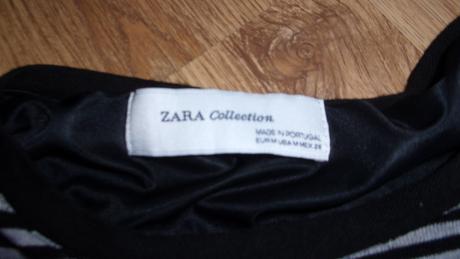 ZARA Collection
MADE IN PORTUGAL
EUR M USA M MEX 28